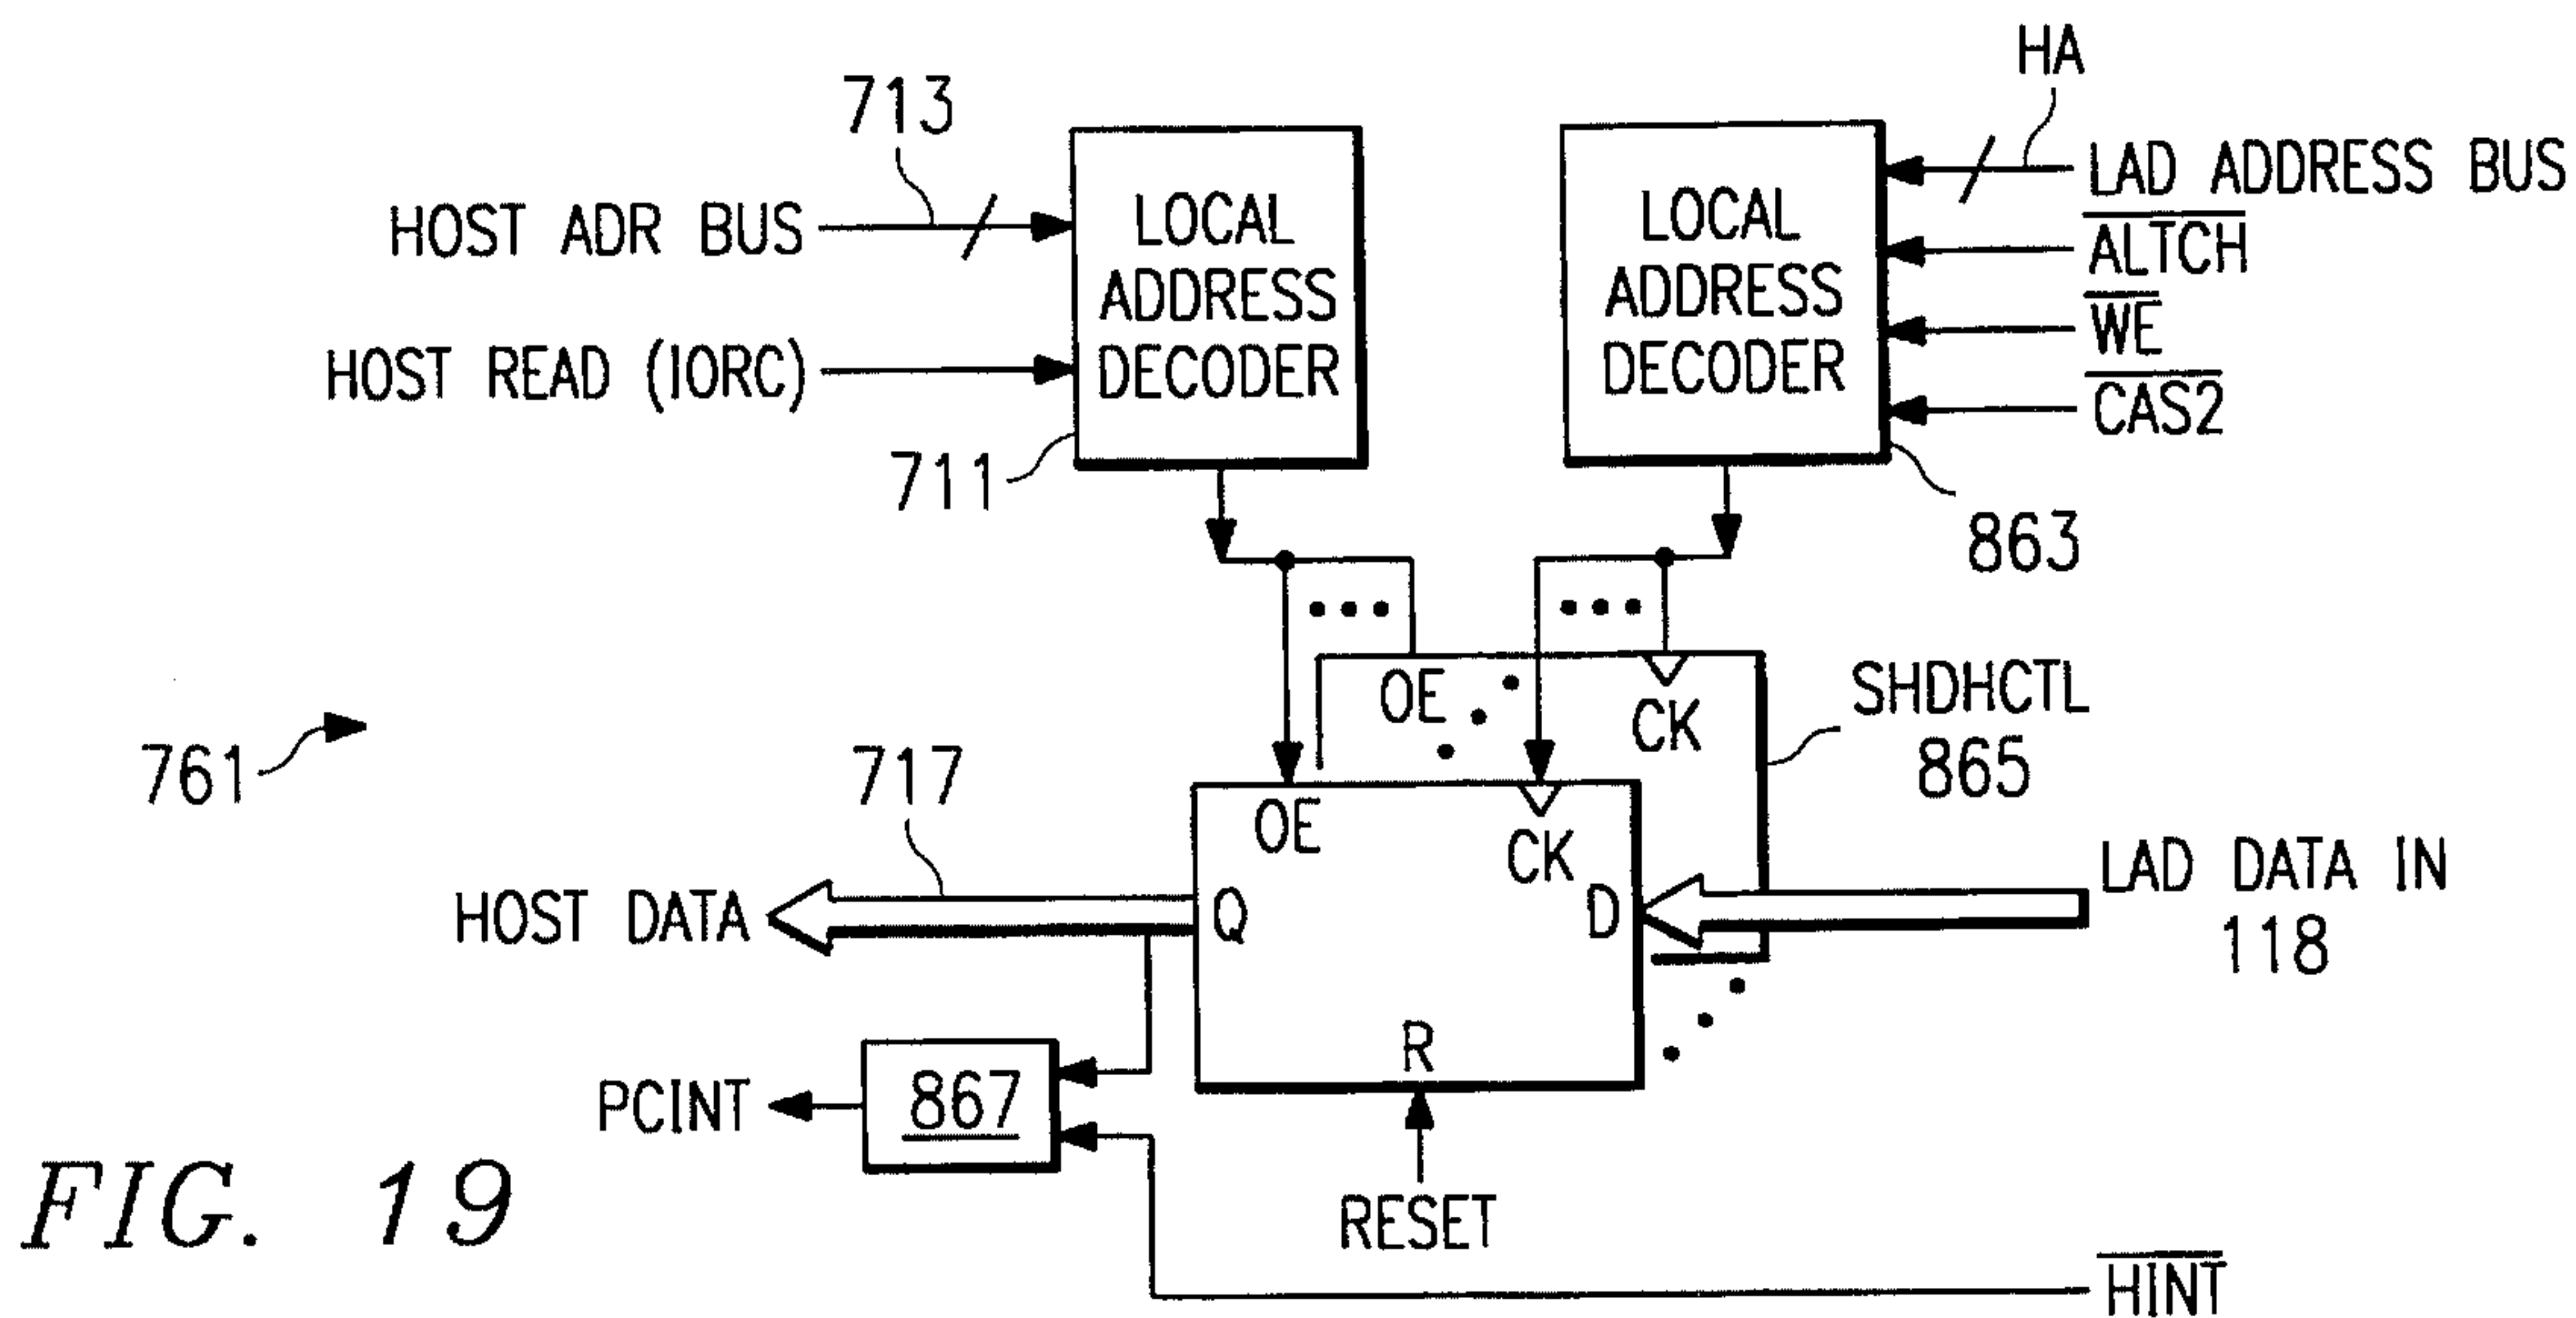 HA
713
LAD ADDRESS BUS
HOST ADR BUS
LOCAL
ADDRESS
DECODER
LOCAL
ADDRESS
DECODER
ALTCH
WE
HOST READ (IORC)
CAS2
711
863
OE
CK
SHDHCTL
865
761
717
OE
CK
LAD DATA IN
118
HOST DATA
Q
D
R
PCINT
867
RESET
FIG. 19
HINT